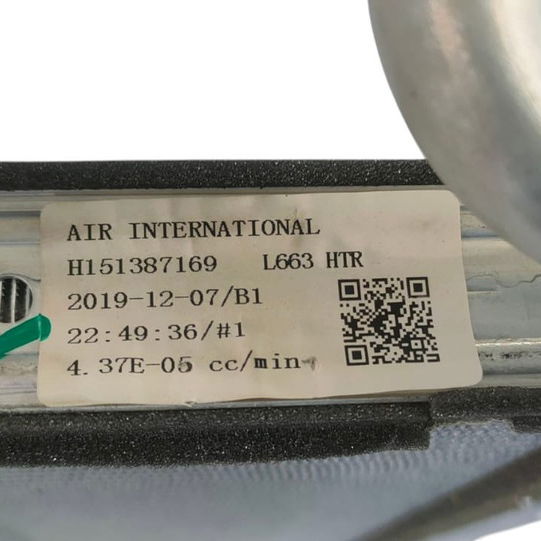 AIR INTERNATIONAL
H151387169 L663 HTR
2019-12-07/B1
22:49:36/#1
4.37E-05 cc/min